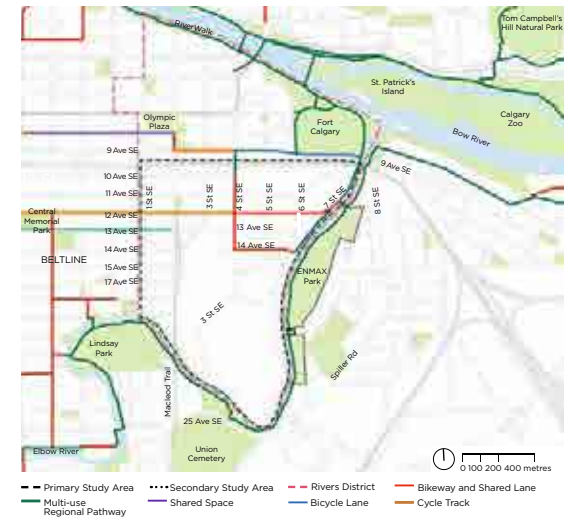 Tom Campbell's
Hill Natural Park
RiverWalk
St. Patrick's
Island
Calgary
Zoo
Bow River
Olympic
Plaza
Fort
Calgary
9 Ave SE
9 Ave SE
10 Ave SE
11 Ave SE
1 St SE
3 St SE
4 St SE
5 St SE
6 St SE
7 St SE
8 St SE
Central
Memorial
Park
12 Ave SE
13 Ave SE
13 Ave SE
14 Ave SE
14 Ave SE
BELTLINE
15 Ave SE
17 Ave SE
ENMAX
Park
3 St SE
Lindsay
Park
Macleod Trail
Spiller Rd
25 Ave SE
Union
Cemetery
Elbow River
0 100 200 400 metres
Primary Study Area
Secondary Study Area
Rivers District
Bikeway and Shared Lane
Multi-use
Regional Pathway
Shared Space
Bicycle Lane
Cycle Track